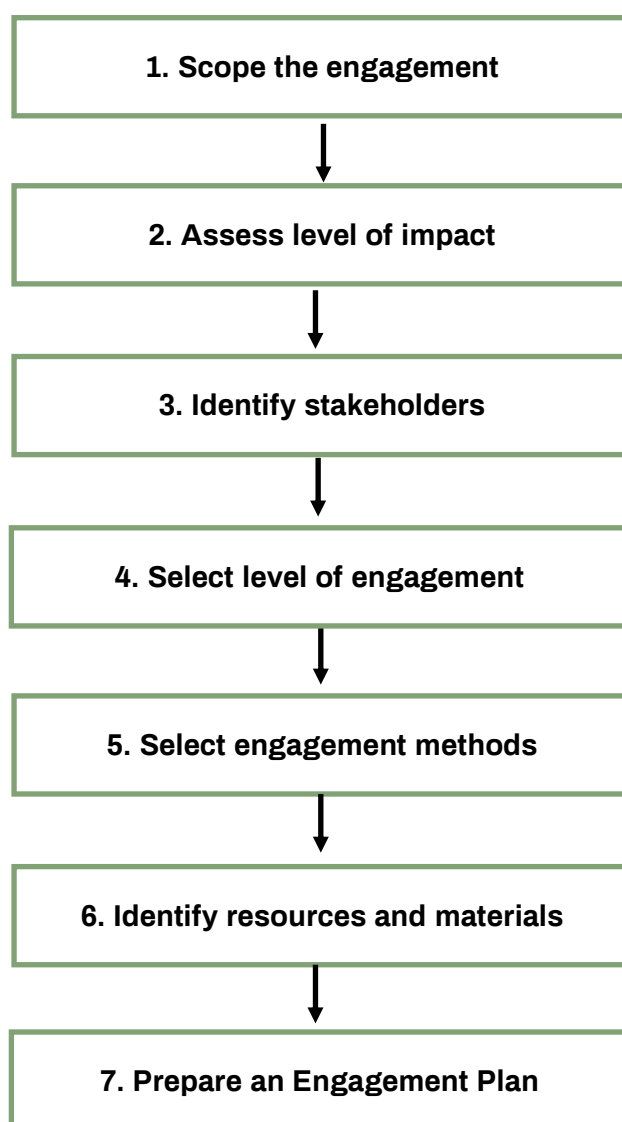 1. Scope the engagement
2. Assess level of impact
3. Identify stakeholders
4. Select level of engagement
5. Select engagement methods
6. Identify resources and materials
7. Prepare an Engagement Plan